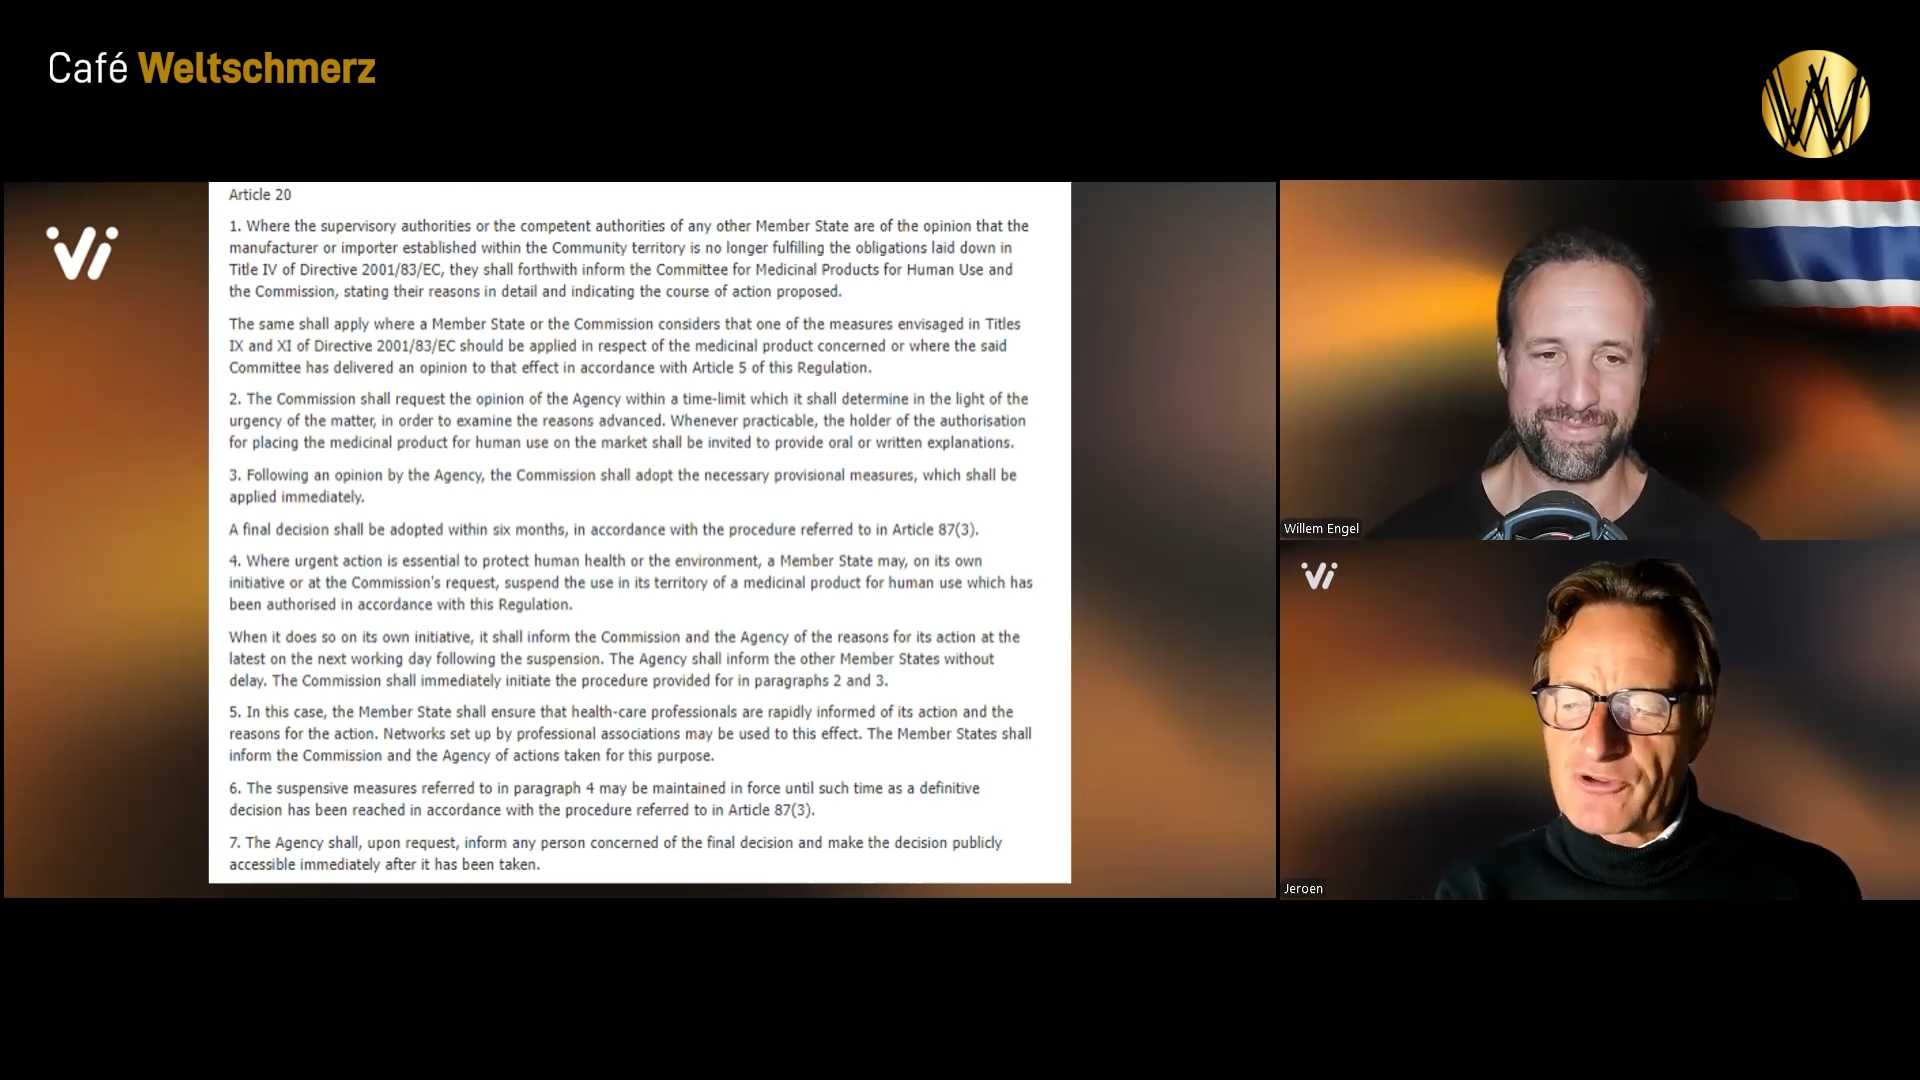 Café Weltschmerz
Article 20
1. Where the supervisory authorities or the competent authorities of any other Member State are of the opinion that the
manufacturer or importer established within the Community territory is no longer fulfilling the obligations laid down in
Title IV of Directive 2001/83/EC, they shall forthwith inform the Committee for Medicinal Products for Human Use and
the Commission, stating their reasons in detail and indicating the course of action proposed.
The same shall apply where a Member State or the Commission considers that one of the measures envisaged in Titles
IX and XI of Directive 2001/83/EC should be applied in respect of the medicinal product concerned or where the said
Committee has delivered an opinion to that effect in accordance with Article 5 of this Regulation.
2. The Commission shall request the opinion of the Agency within a time-limit which it shall determine in the light of the
urgency of the matter, in order to examine the reasons advanced. Whenever practicable, the holder of the authorisation
for placing the medicinal product for human use on the market shall be invited to provide oral or written explanations.
3. Following an opinion by the Agency, the Commission shall adopt the necessary provisional measures, which shall be
applied immediately.
A final decision shall be adopted within six months, in accordance with the procedure referred to in Article 87(3).
4. Where urgent action is essential to protect human health or the environment, a Member State may, on its own
initiative or at the Commission's request, suspend the use in its territory of a medicinal product for human use which has
been authorised in accordance with this Regulation.
When it does so on its own initiative, it shall inform the Commission and the Agency of the reasons for its action at the
latest on the next working day following the suspension. The Agency shall inform the other Member States without
delay. The Commission shall immediately initiate the procedure provided for in paragraphs 2 and 3.
5. In this case, the Member State shall ensure that health-care professionals are rapidly informed of its action and the
reasons for the action. Networks set up by professional associations may be used to this effect. The Member States shall
inform the Commission and the Agency of actions taken for this purpose.
6. The suspensive measures referred to in paragraph 4 may be maintained in force until such time as a definitive
decision has been reached in accordance with the procedure referred to in Article 87(3).
7. The Agency shall, upon request, inform any person concerned of the final decision and make the decision publicly
accessible immediately after it has been taken.
Willem Engel
Jeroen